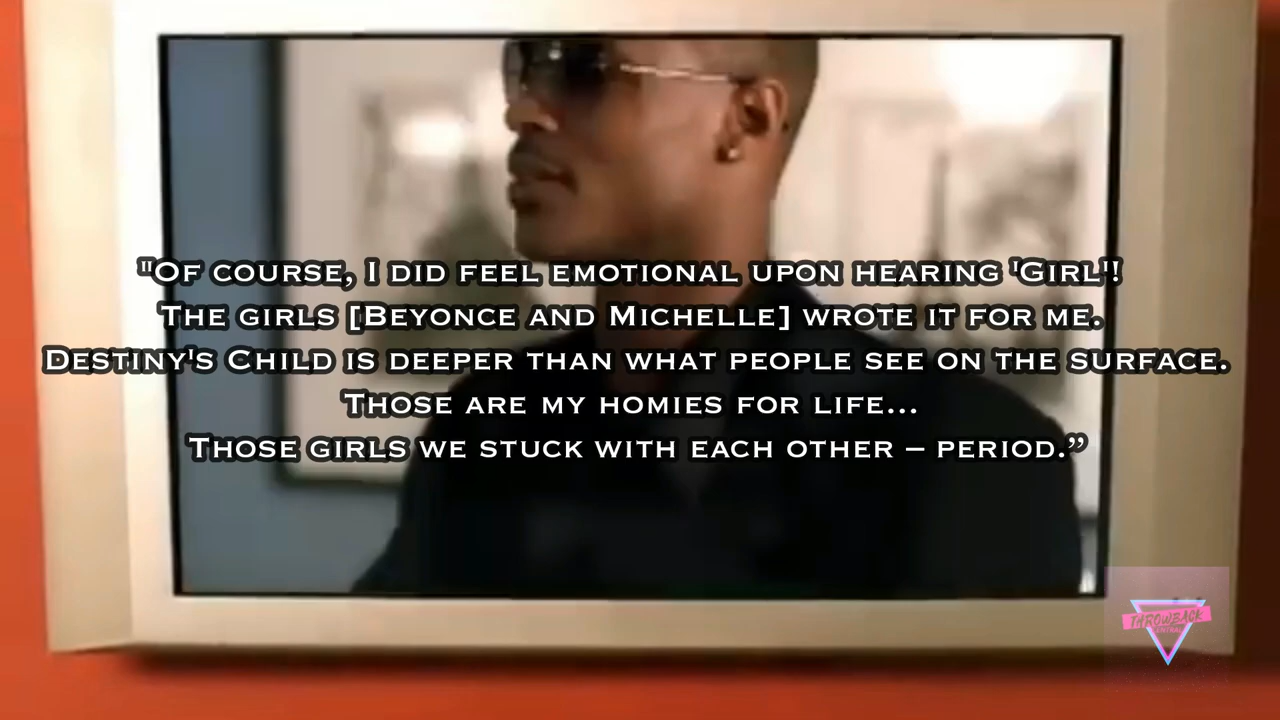 "Of course, I did feel emotional upon hearing 'Girl'!
The girls [Beyonce and Michelle] wrote it for me.
Destiny's Child is deeper than what people see on the surface.
Those are my homies for life...
Those girls we stuck with each other – period.”
THROWBACK